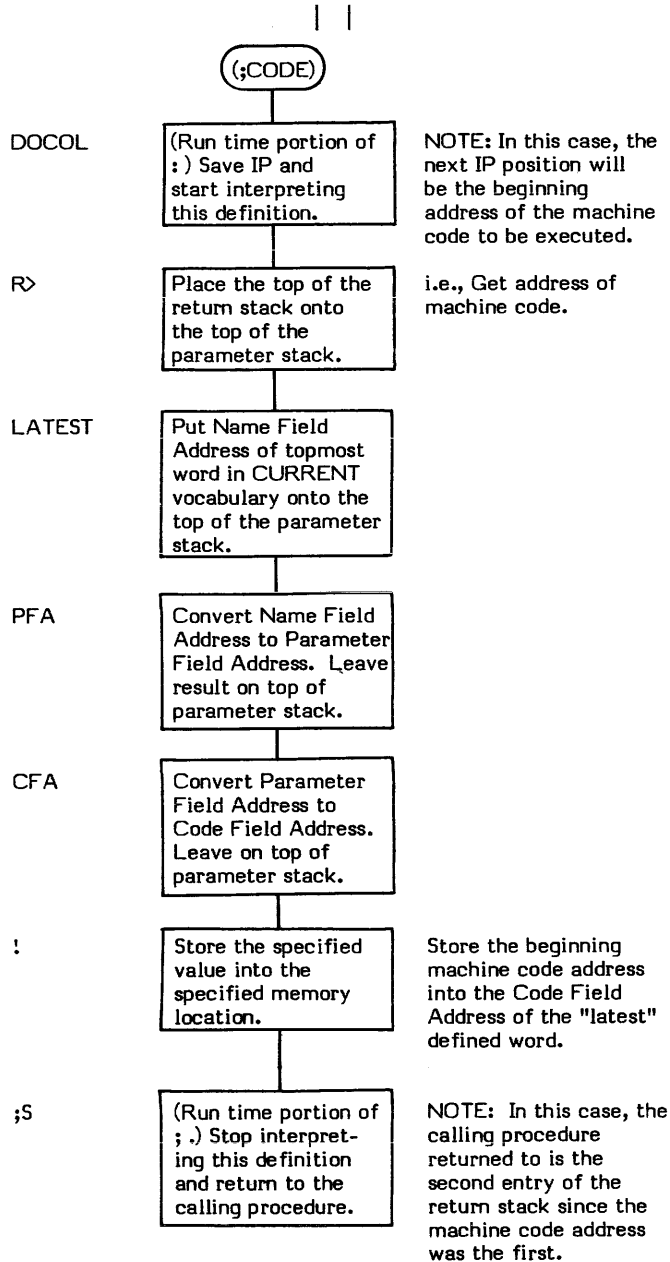 (;CODE)
DOCOL
(Run time portion of
: ) Save IP and
start interpreting
this definition.
NOTE: In this case, the
next IP position will
be the beginning
address of the machine
code to be executed.
R>
Place the top of the
return stack onto
the top of the
parameter stack.
i.e., Get address of
machine code.
LATEST
Put Name Field
Address of topmost
word in CURRENT
vocabulary onto the
top of the parameter
stack.
PFA
Convert Name Field
Address to Parameter
Field Address. Leave
result on top of
parameter stack.
CFA
Convert Parameter
Field Address to
Code Field Address.
Leave on top of
parameter stack.
!
Store the specified
value into the
specified memory
location.
Store the beginning
machine code address
into the Code Field
Address of the "latest"
defined word.
;S
(Run time portion of
; .) Stop interpret-
ing this definition
and return to the
calling procedure.
NOTE: In this case, the
calling procedure
returned to is the
second entry of the
return stack since the
machine code address
was the first.